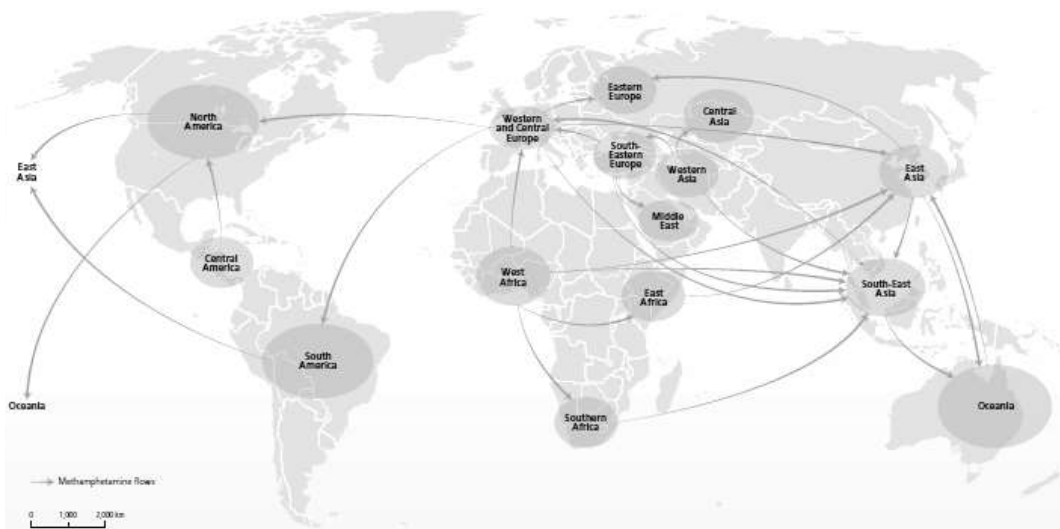 Eastern
Europe
North
America
Western
and Central
Europe
Central
Asia
South-
Eastern
Europe
East
Asia
Western
Asia
East
Asia
Middle
East
Central
America
West
Africa
East
Africa
South-East
Asia
South
America
Oceania
Oceania
Southern
Africa
Methamphetamine flows
0 1,000 2,000 km